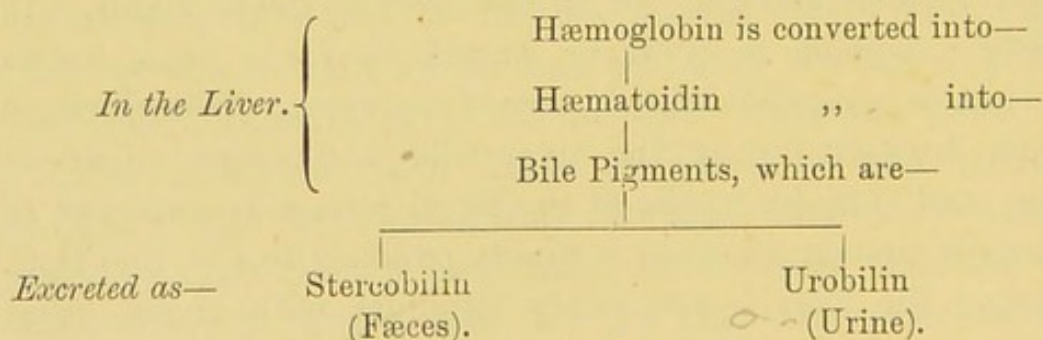 Hæmoglobin is converted into—
In the Liver. Hæmatoidin ,, into—
Bile Pigments, which are—
Excreted as— Stercobilin Urobilin
(Fæces). (Urine).